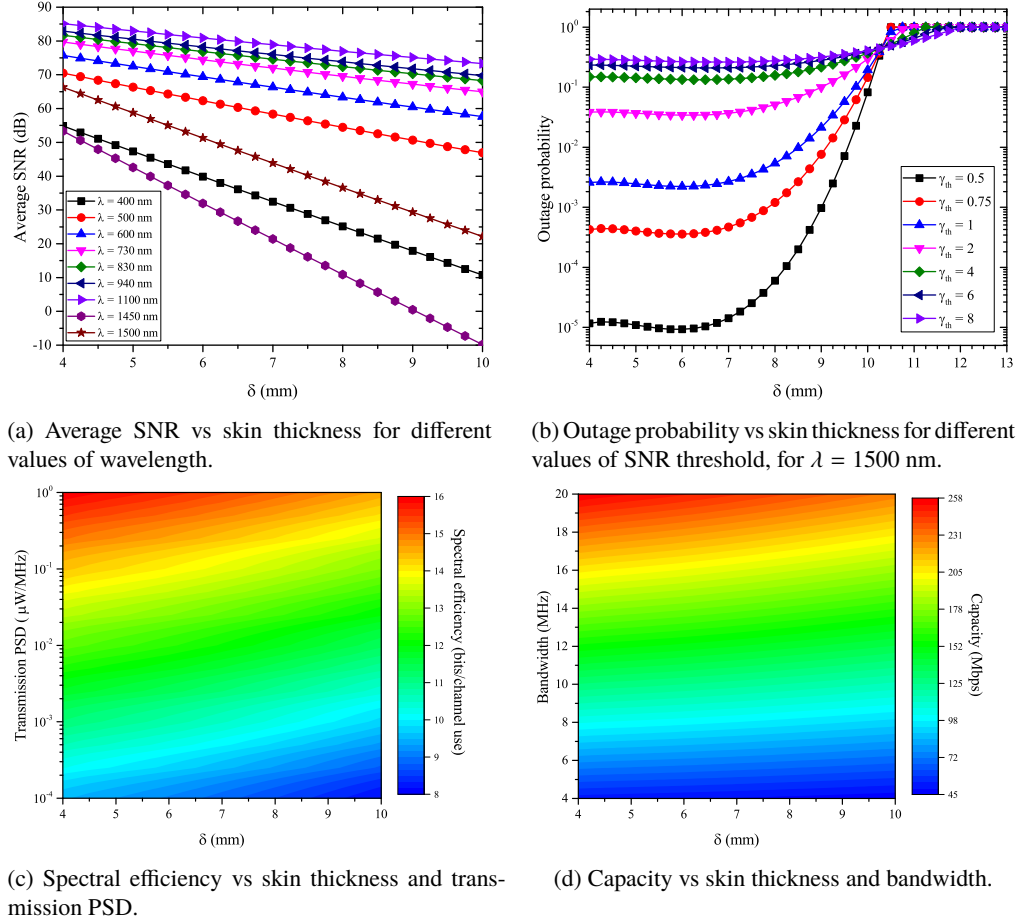 90
80
70
60
50
40
30
20
10
0
-10
Average SNR (dB)
λ = 400 nm
λ = 500 nm
λ = 600 nm
λ = 730 nm
λ = 830 nm
λ = 940 nm
λ = 1100 nm
λ = 1450 nm
λ = 1500 nm
4 5 6 7 8 9 10
δ (mm)
10⁰
10⁻¹
10⁻²
10⁻³
10⁻⁴
10⁻⁵
Outage probability
γth = 0.5
γth = 0.75
γth = 1
γth = 2
γth = 4
γth = 6
γth = 8
4 5 6 7 8 9 10 11 12 13
δ (mm)
(a) Average SNR vs skin thickness for different
values of wavelength.
(b) Outage probability vs skin thickness for different
values of SNR threshold, for λ = 1500 nm.
10⁰
10⁻¹
10⁻²
10⁻³
10⁻⁴
Transmission PSD ( μW/MHz)
4 5 6 7 8 9 10
δ (mm)
16
15
14
13
12
11
10
9
8
Spectral efficiency (bits/channel use)
20
18
16
14
12
10
8
6
4
Bandwidth (MHz)
4 5 6 7 8 9 10
δ (mm)
258
231
205
178
151
125
98
72
45
Capacity (Mbps)
(c) Spectral efficiency vs skin thickness and trans-
mission PSD.
(d) Capacity vs skin thickness and bandwidth.